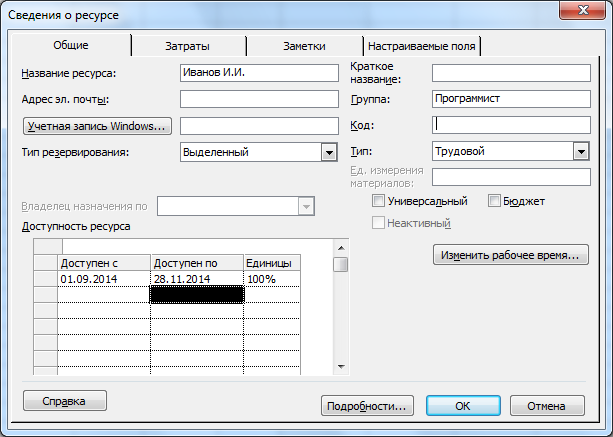 Сведения о ресурсе
Общие Затраты Заметки Настраиваемые поля
Название ресурса: Иванов И.И.
Краткое название:
Адрес эл. почты:
Группа: Программист
Учетная запись Windows...
Код:
Тип резервирования: Выделенный
Тип: Трудовой
Ед. измерения материалов:
Владелец назначения по
Универсальный Бюджет
Неактивный
Доступность ресурса
Изменить рабочее время...
Доступен с Доступен по Единицы
01.09.2014 28.11.2014 100%
Справка Подробности... ОК Отмена